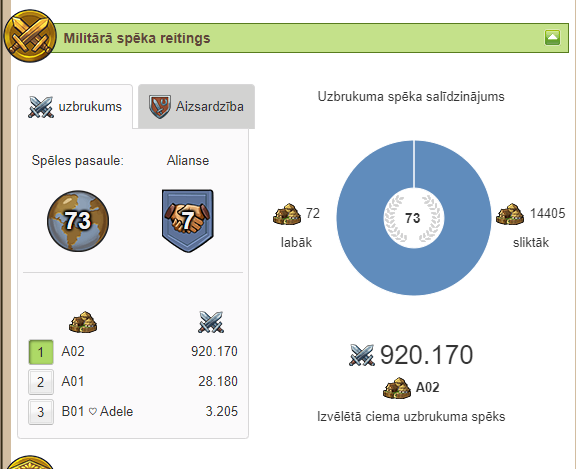 Militārā spēka reitings
uzbrukums
Aizsardzība
Spēles pasaule:
Alianse
73
7
1 A02 920.170
2 A01 28.180
3 B01 ♡ Adele 3.205
Uzbrukuma spēka salīdzinājums
72
labāk
73
14405
sliktāk
920.170
A02
Izvēlētā ciema uzbrukuma spēks